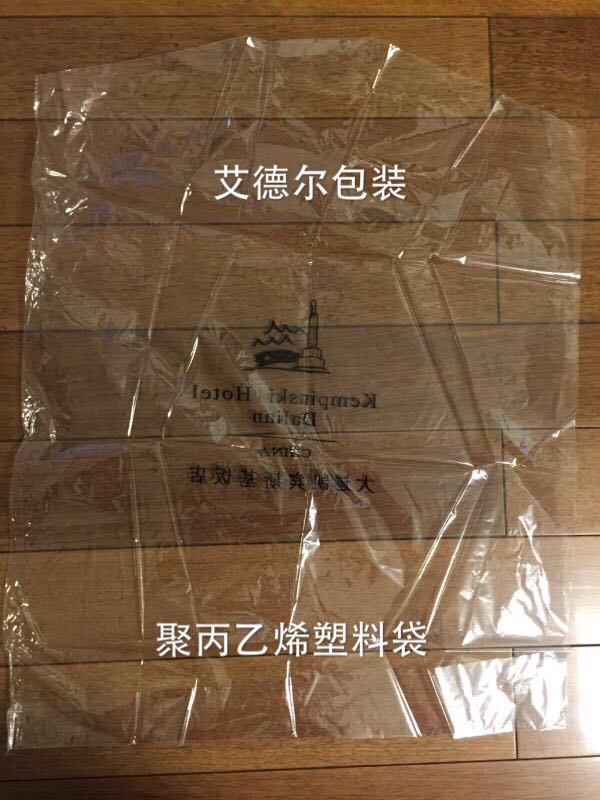 艾德尔包装
Kempinski Hotel
Dalian
CHINA
大连凯宾斯基饭店
聚丙乙烯塑料袋